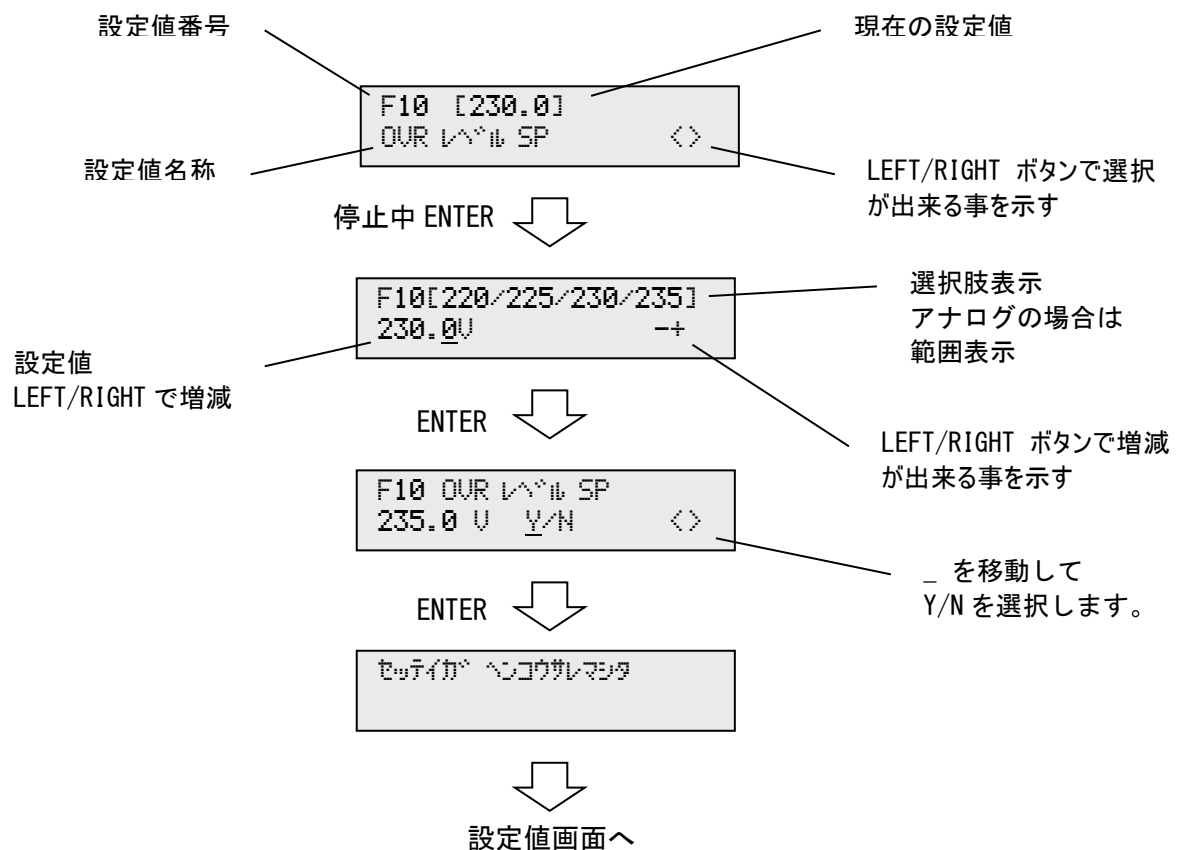 設定値番号
現在の設定値
F10 [230.0]
OVR レベル SP <>
設定値名称
LEFT/RIGHT ボタンで選択
が出来る事を示す
停止中 ENTER
F10[220/225/230/235]
230.0V -+
選択肢表示
アナログの場合は
範囲表示
設定値
LEFT/RIGHT で増減
ENTER
LEFT/RIGHT ボタンで増減
が出来る事を示す
F10 OVR レベル SP
235.0 V Y/N <>
_ を移動して
Y/N を選択します。
ENTER
セッテイガ ヘンコウサレマシタ
設定値画面へ